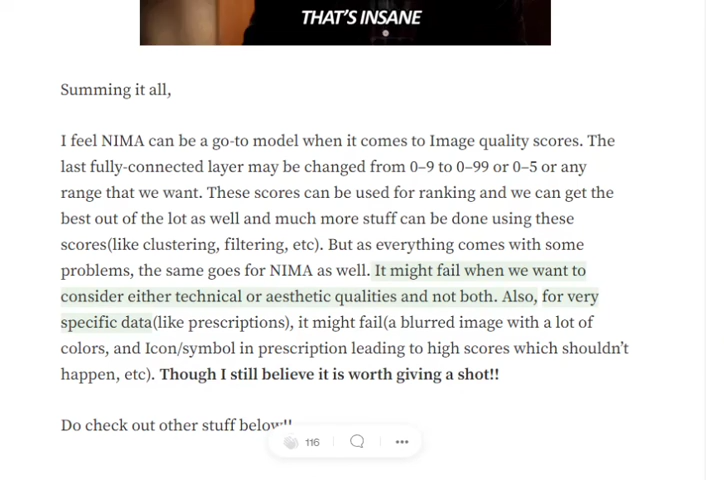 THAT'S INSANE
Summing it all,
I feel NIMA can be a go-to model when it comes to Image quality scores. The
last fully-connected layer may be changed from 0–9 to 0–99 or 0–5 or any
range that we want. These scores can be used for ranking and we can get the
best out of the lot as well and much more stuff can be done using these
scores(like clustering, filtering, etc). But as everything comes with some
problems, the same goes for NIMA as well. It might fail when we want to
consider either technical or aesthetic qualities and not both. Also, for very
specific data(like prescriptions), it might fail(a blurred image with a lot of
colors, and Icon/symbol in prescription leading to high scores which shouldn't
happen, etc). Though I still believe it is worth giving a shot!!
Do check out other stuff below!!
116